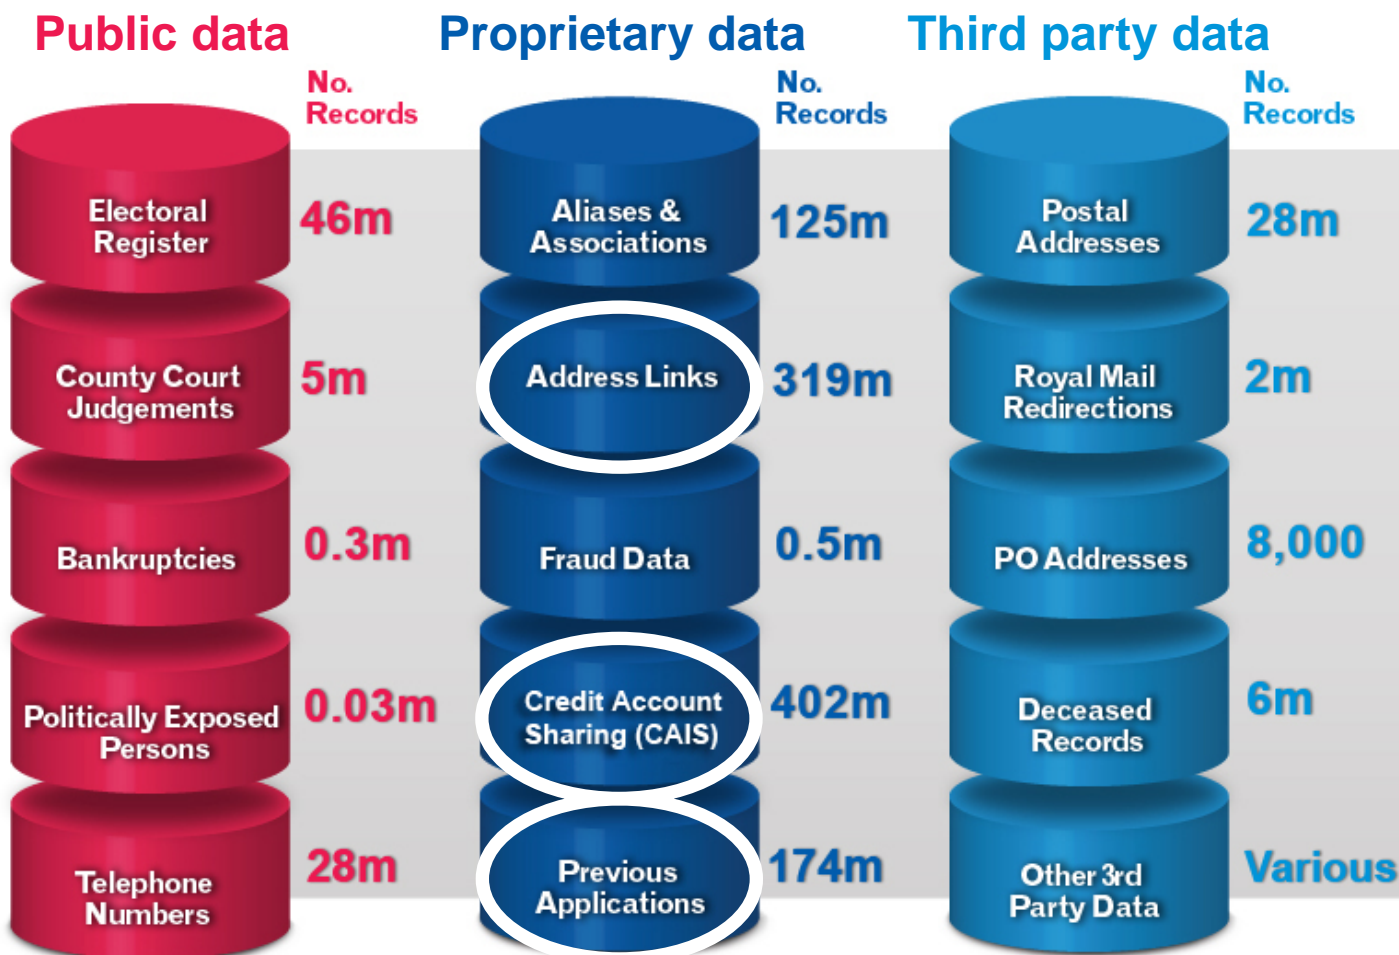 Public data
No.
Records
Electoral
Register
46m
County Court
Judgements
5m
Bankruptcies
0.3m
Politically Exposed
Persons
0.03m
Telephone
Numbers
28m
Proprietary data
No.
Records
Aliases &
Associations
125m
Address Links
319m
Fraud Data
0.5m
Credit Account
Sharing (CAIS)
402m
Previous
Applications
174m
Third party data
No.
Records
Postal
Addresses
28m
Royal Mail
Redirections
2m
PO Addresses
8,000
Deceased
Records
6m
Other 3rd
Party Data
Various